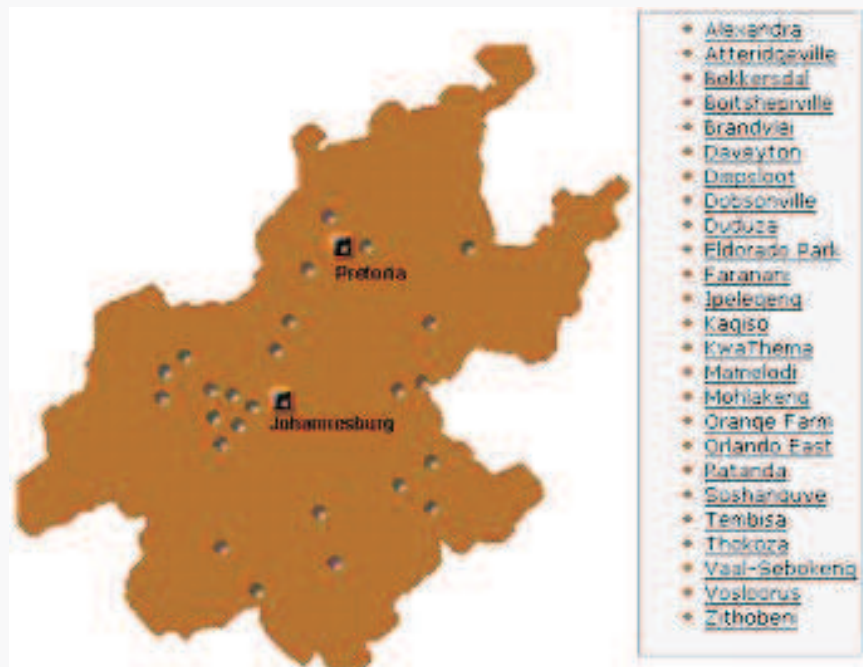 Pretoria
Johannesburg
Alexandra
Atteridgeville
Bekkersdal
Boitshepiville
Brandvlei
Daveyton
Diepsloot
Dobsonville
Duduza
Eldorado Park
Faranani
Ipelegeng
Kagiso
KwaThema
Mamelodi
Mohlakeng
Orange Farm
Orlando East
Ratanda
Soshanguve
Tembisa
Thokoza
Vaal-Sebokeng
Vosloorus
Zithobeni